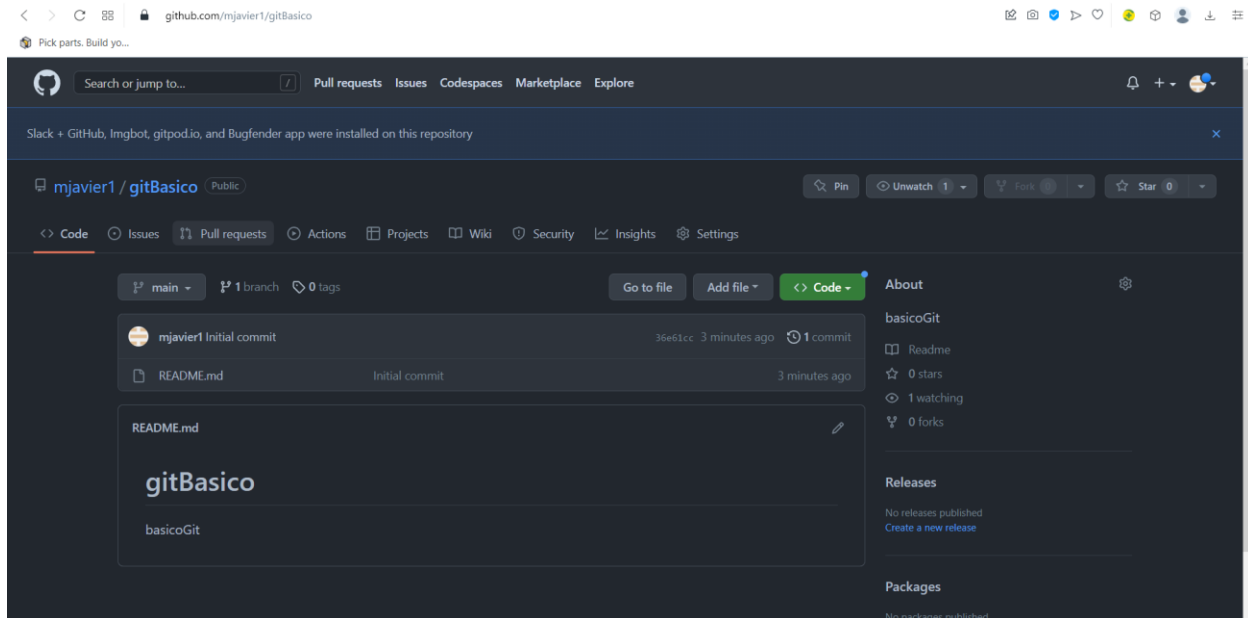 github.com/mjavier1/gitBasico
Pick parts. Build yo...
Search or jump to... / Pull requests Issues Codespaces Marketplace Explore
Slack + GitHub, Imgbot, gitpod.io, and Bugfender app were installed on this repository
mjavier1 / gitBasico Public
Pin Unwatch 1 Fork 0 Star 0
<> Code Issues Pull requests Actions Projects Wiki Security Insights Settings
main 1 branch 0 tags Go to file Add file <> Code
mjavier1 Initial commit 36e61cc 3 minutes ago 1 commit
README.md Initial commit 3 minutes ago
README.md
gitBasico
basicoGit
About
basicoGit
Readme
0 stars
1 watching
0 forks
Releases
No releases published
Create a new release
Packages
No packages published